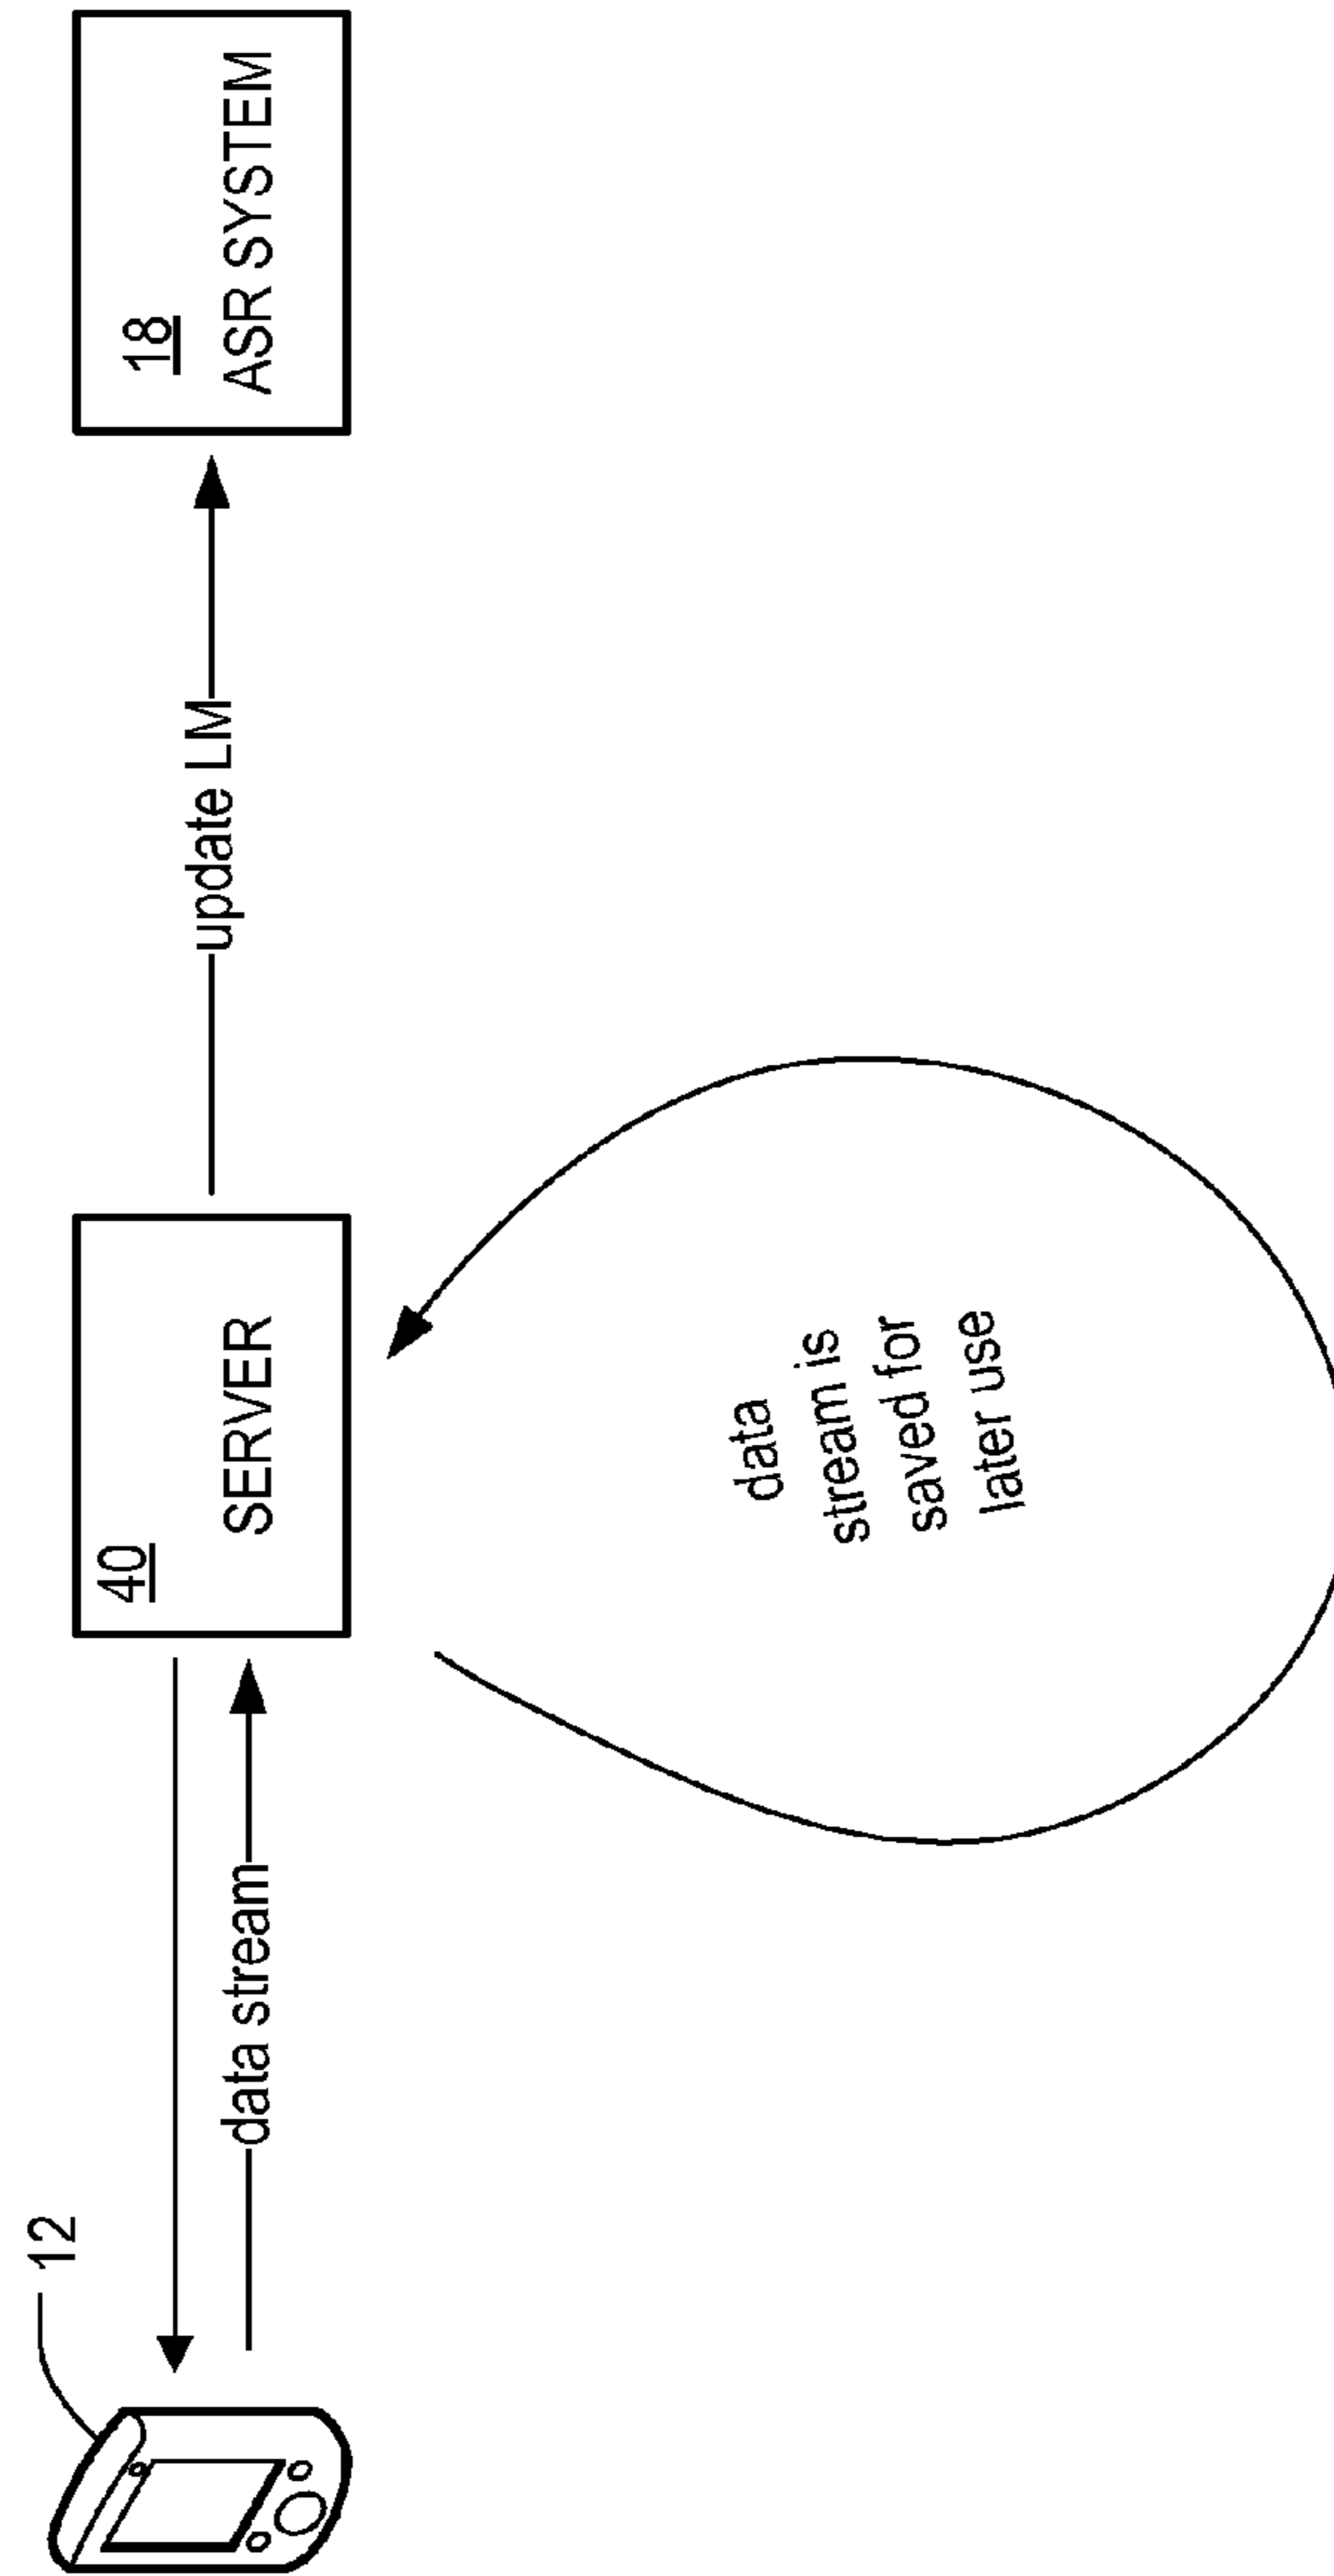 12
data stream
40
SERVER
update LM
18
ASR SYSTEM
data
stream is
saved for
later use